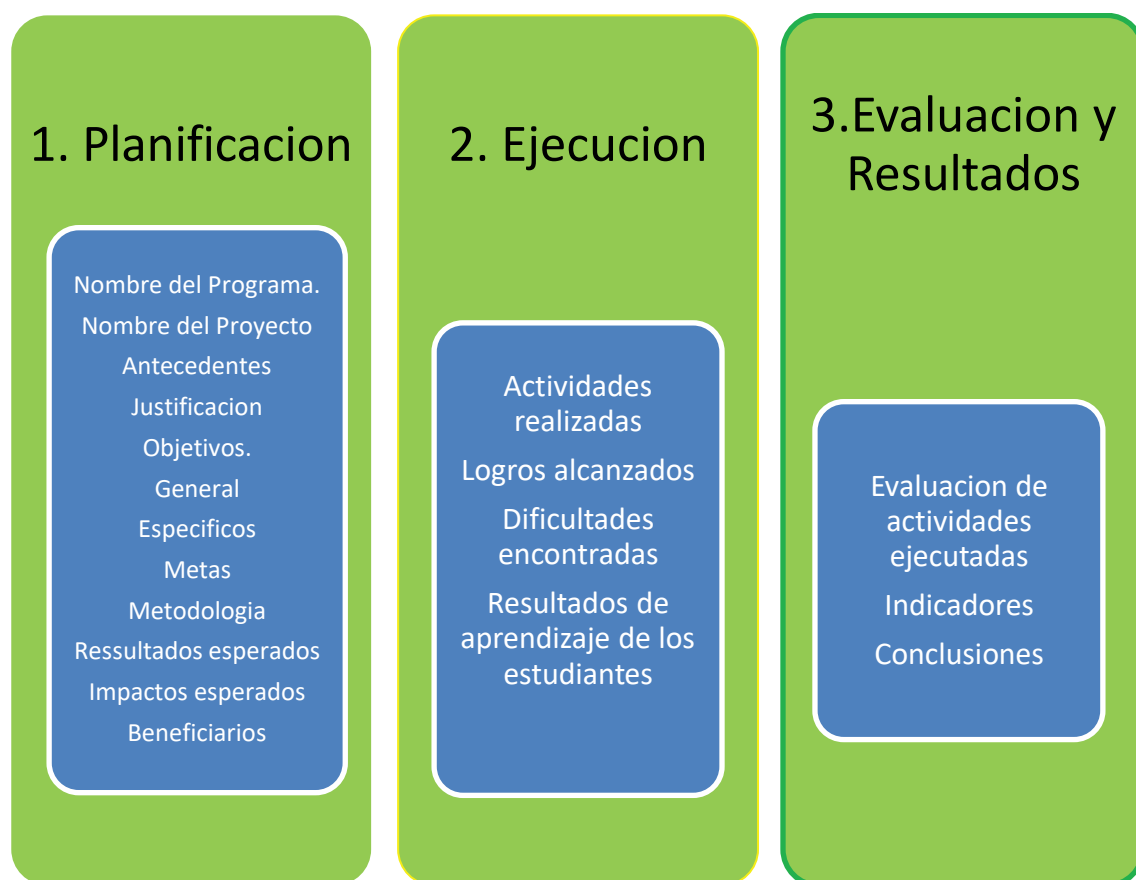 1. Planificacion
Nombre del Programa.
Nombre del Proyecto
Antecedentes
Justificacion
Objetivos.
General
Especificos
Metas
Metodologia
Ressultados esperados
Impactos esperados
Beneficiarios
2. Ejecucion
Actividades
realizadas
Logros alcanzados
Dificultades
encontradas
Resultados de
aprendizaje de los
estudiantes
3.Evaluacion y
Resultados
Evaluacion de
actividades
ejecutadas
Indicadores
Conclusiones